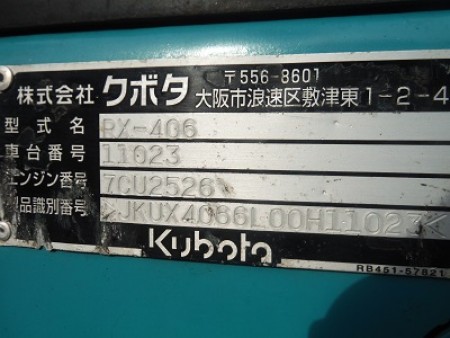 株式会社 クボタ 〒556-8601
大阪市浪速区敷津東1-2-4
型式名 RX-406
車台番号 11023
エンジン番号 7CU2526
品識別番号 KJKUX4066L00H11023K
Kubota
RB451-57821